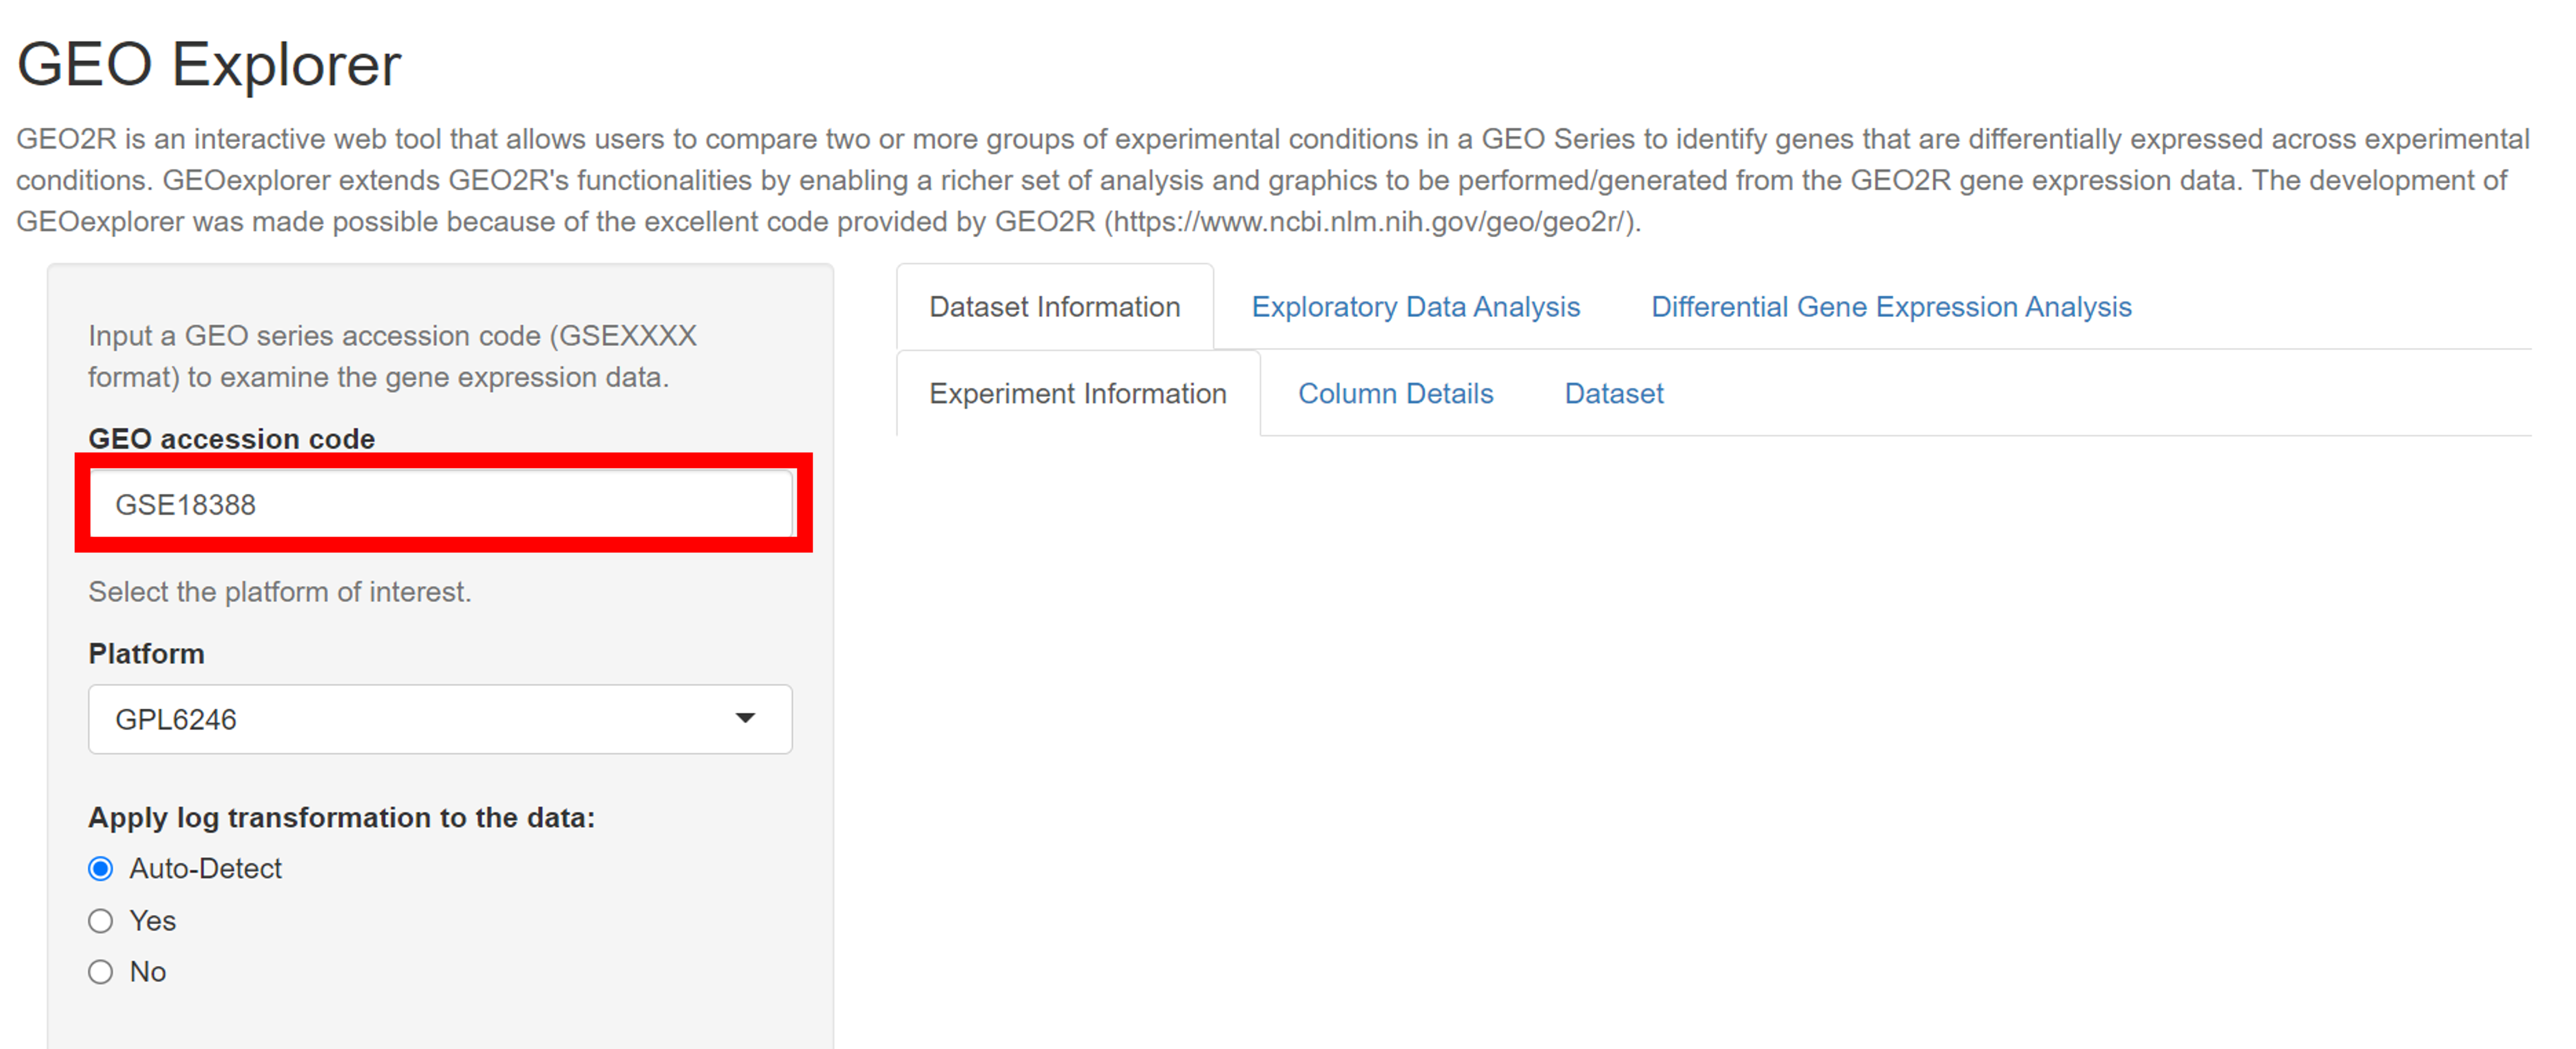 GEO Explorer
GEO2R is an interactive web tool that allows users to compare two or more groups of experimental conditions in a GEO Series to identify genes that are differentially expressed across experimental
conditions. GEOexplorer extends GEO2R's functionalities by enabling a richer set of analysis and graphics to be performed/generated from the GEO2R gene expression data. The development of
GEOexplorer was made possible because of the excellent code provided by GEO2R (https://www.ncbi.nlm.nih.gov/geo/geo2r/).
Input a GEO series accession code (GSEXXXX
format) to examine the gene expression data.
GEO accession code
GSE18388
Select the platform of interest.
Platform
GPL6246
Apply log transformation to the data:
Auto-Detect
Yes
No
Dataset Information Exploratory Data Analysis Differential Gene Expression Analysis
Experiment Information Column Details Dataset